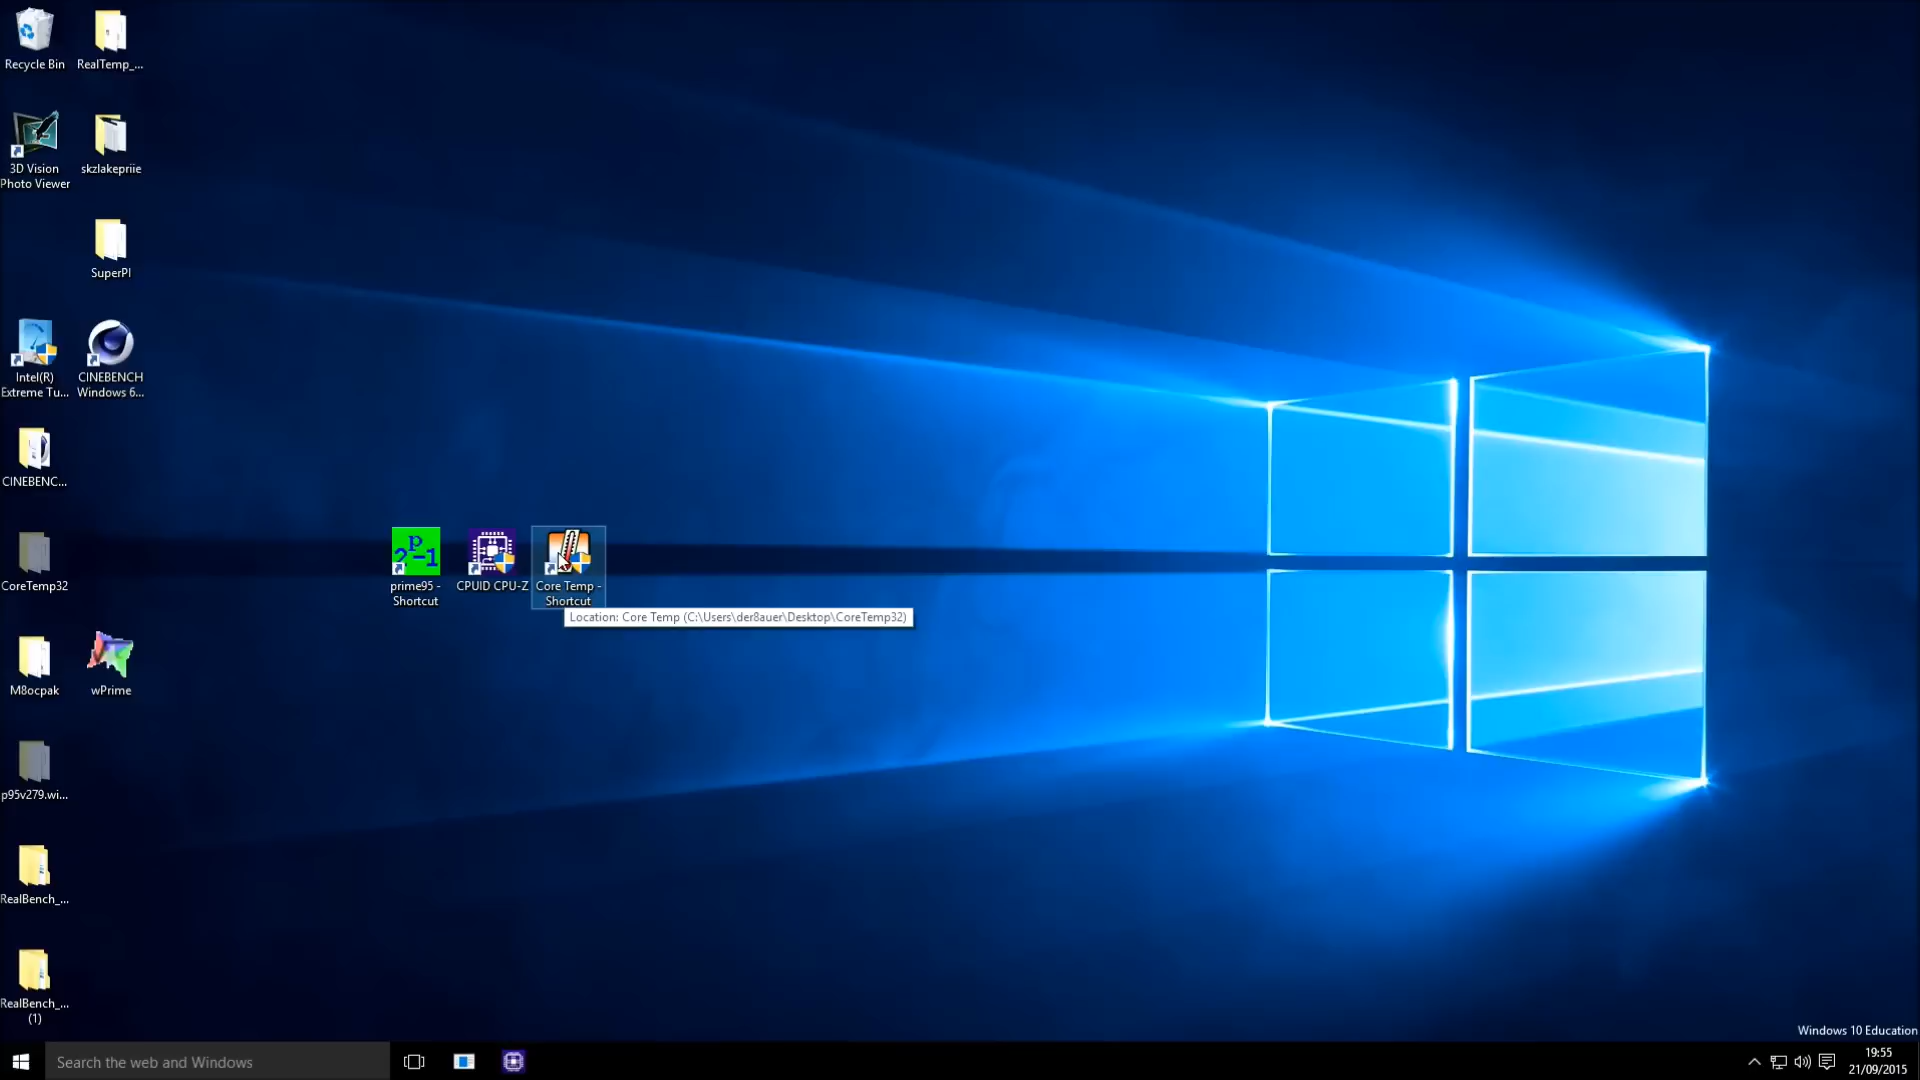 Recycle Bin
RealTemp_...
3D Vision
Photo Viewer
skzlakepriie
SuperPI
Intel(R)
Extreme Tu...
CINEBENCH
Windows 6...
CINEBENC...
CoreTemp32
M8ocpak
wPrime
p95v279.wi...
RealBench_...
RealBench_...
(1)
prime95 -
Shortcut
CPUID CPU-Z
Core Temp -
Shortcut
Location: Core Temp (C:\Users\der8auer\Desktop\CoreTemp32)
Windows 10 Education
Search the web and Windows
19:55
21/09/2015